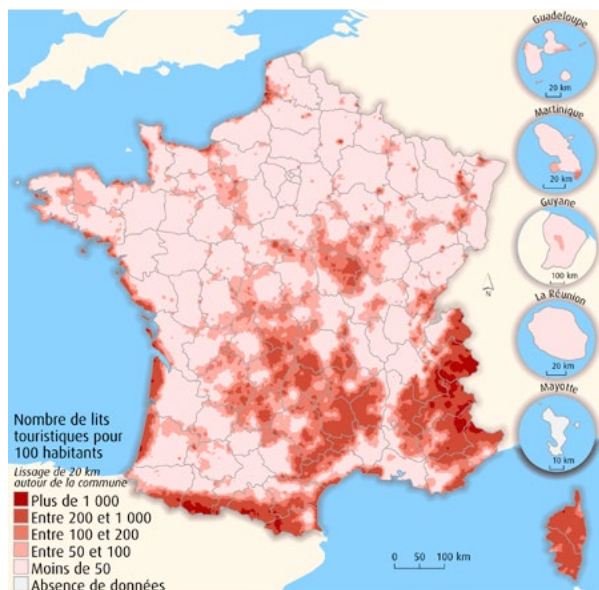 Guadeloupe
20 km
Martinique
20 km
Guyane
100 km
N
La Réunion
20 km
Mayotte
10 km
Nombre de lits
touristiques pour
100 habitants
Lissage de 20 km
autour de la commune
Plus de 1 000
Entre 200 et 1 000
Entre 100 et 200
Entre 50 et 100
Moins de 50
Absence de données
0 50 100 km